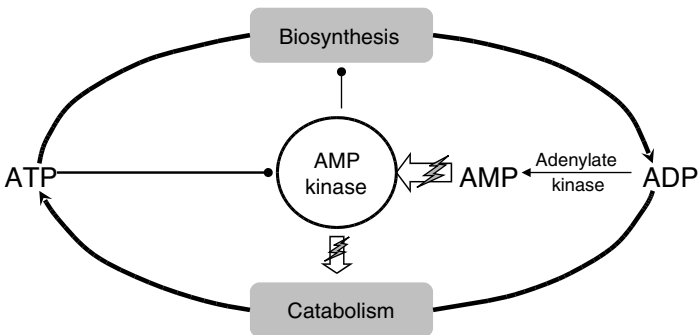 Biosynthesis
ATP
AMP
kinase
AMP
Adenylate
kinase
ADP
Catabolism